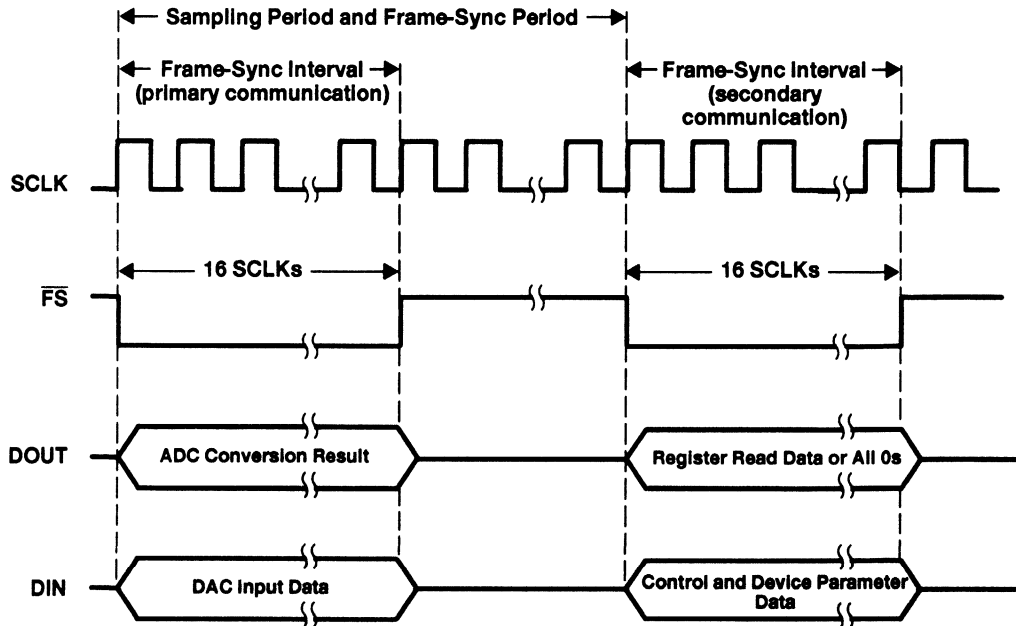 Sampling Period and Frame-Sync Period
Frame-Sync Interval
(primary communication)
Frame-Sync Interval
(secondary
communication)
SCLK
16 SCLKs
16 SCLKs
FS
DOUT
ADC Conversion Result
Register Read Data or All 0s
DIN
DAC Input Data
Control and Device Parameter
Data